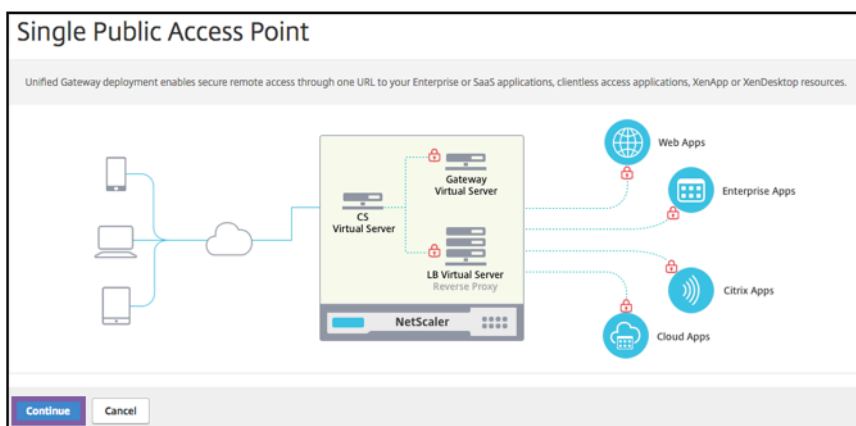 Single Public Access Point
Unified Gateway deployment enables secure remote access through one URL to your Enterprise or SaaS applications, clientless access applications, XenApp or XenDesktop resources.
Web Apps
Gateway
Virtual Server
Enterprise Apps
CS
Virtual Server
LB Virtual Server
Reverse Proxy
Citrix Apps
NetScaler
Cloud Apps
Continue
Cancel